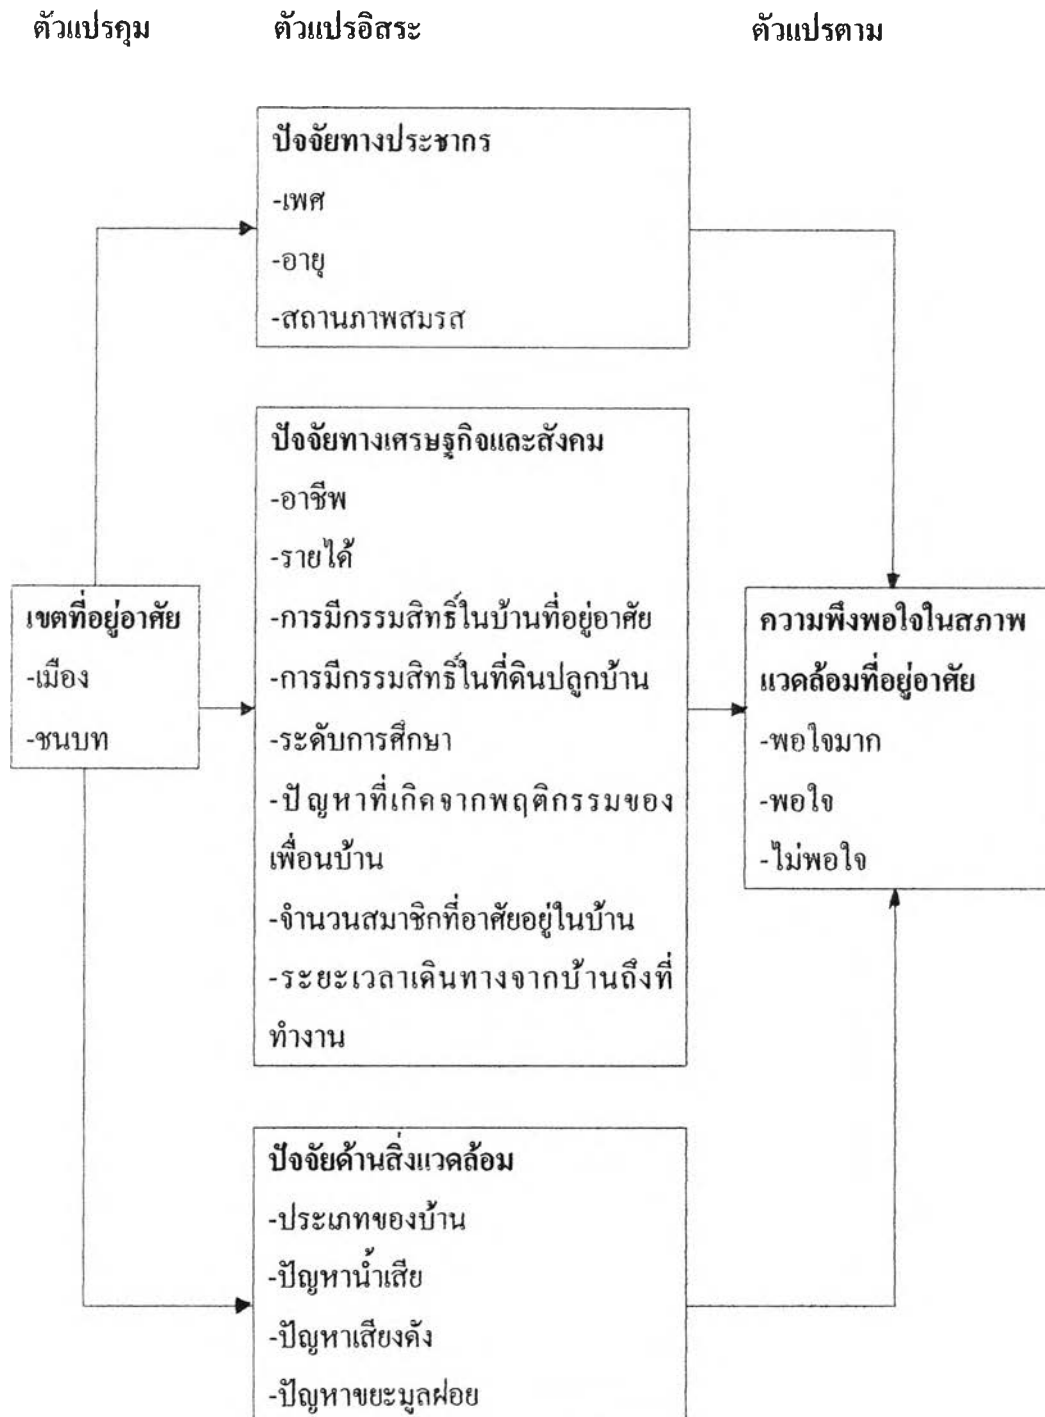 ตัวแปรคุม ตัวแปรอิสระ ตัวแปรตาม
ปัจจัยทางประชากร
-เพศ
-อายุ
-สถานภาพสมรส
ปัจจัยทางเศรษฐกิจและสังคม
-อาชีพ
-รายได้
-การมีกรรมสิทธิ์ในบ้านที่อยู่อาศัย
-การมีกรรมสิทธิ์ในที่ดินปลูกบ้าน
-ระดับการศึกษา
-ปัญหาที่เกิดจากพฤติกรรมของ
เพื่อนบ้าน
-จำนวนสมาชิกที่อาศัยอยู่ในบ้าน
-ระยะเวลาเดินทางจากบ้านถึงที่
ทำงาน
เขตที่อยู่อาศัย
-เมือง
-ชนบท
ความพึงพอใจในสภาพ
แวดล้อมที่อยู่อาศัย
-พอใจมาก
-พอใจ
-ไม่พอใจ
ปัจจัยด้านสิ่งแวดล้อม
-ประเภทของบ้าน
-ปัญหาน้ำเสีย
-ปัญหาเสียงดัง
-ปัญหาขยะมูลฝอย